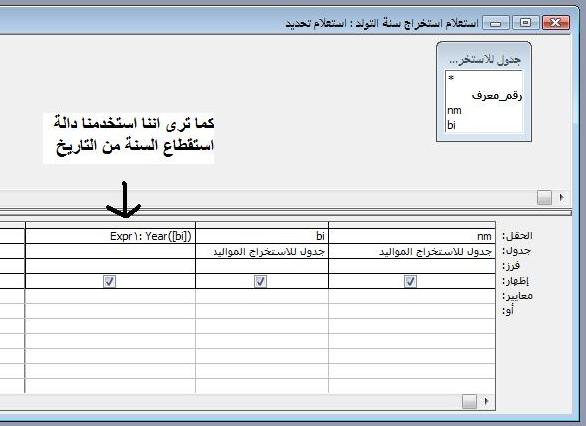 استعلام استخراج سنة التولد : استعلام تحديد
جدول للاستخر...
*
رقم_معرف
nm
bi
كما ترى اننا استخدمنا دالة
استقطاع السنة من التاريخ
الحقل: nm bi Expr١: Year([bi])
جدول: جدول للاستخراج المواليد جدول للاستخراج المواليد
فرز:
إظهار:
معايير:
أو: